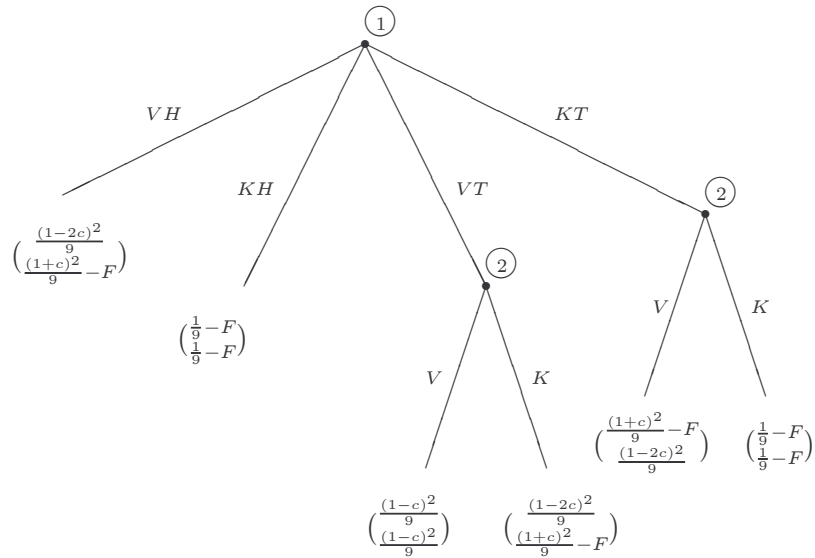 ①
VH
KH
VT
KT
②
②
V
K
V
K
((1−2c)²/9
(1+c)²/9 −F)
(1/9 −F
1/9 −F)
((1−c)²/9
(1−c)²/9)
((1−2c)²/9
(1+c)²/9 −F)
((1+c)²/9 −F
(1−2c)²/9)
(1/9 −F
1/9 −F)